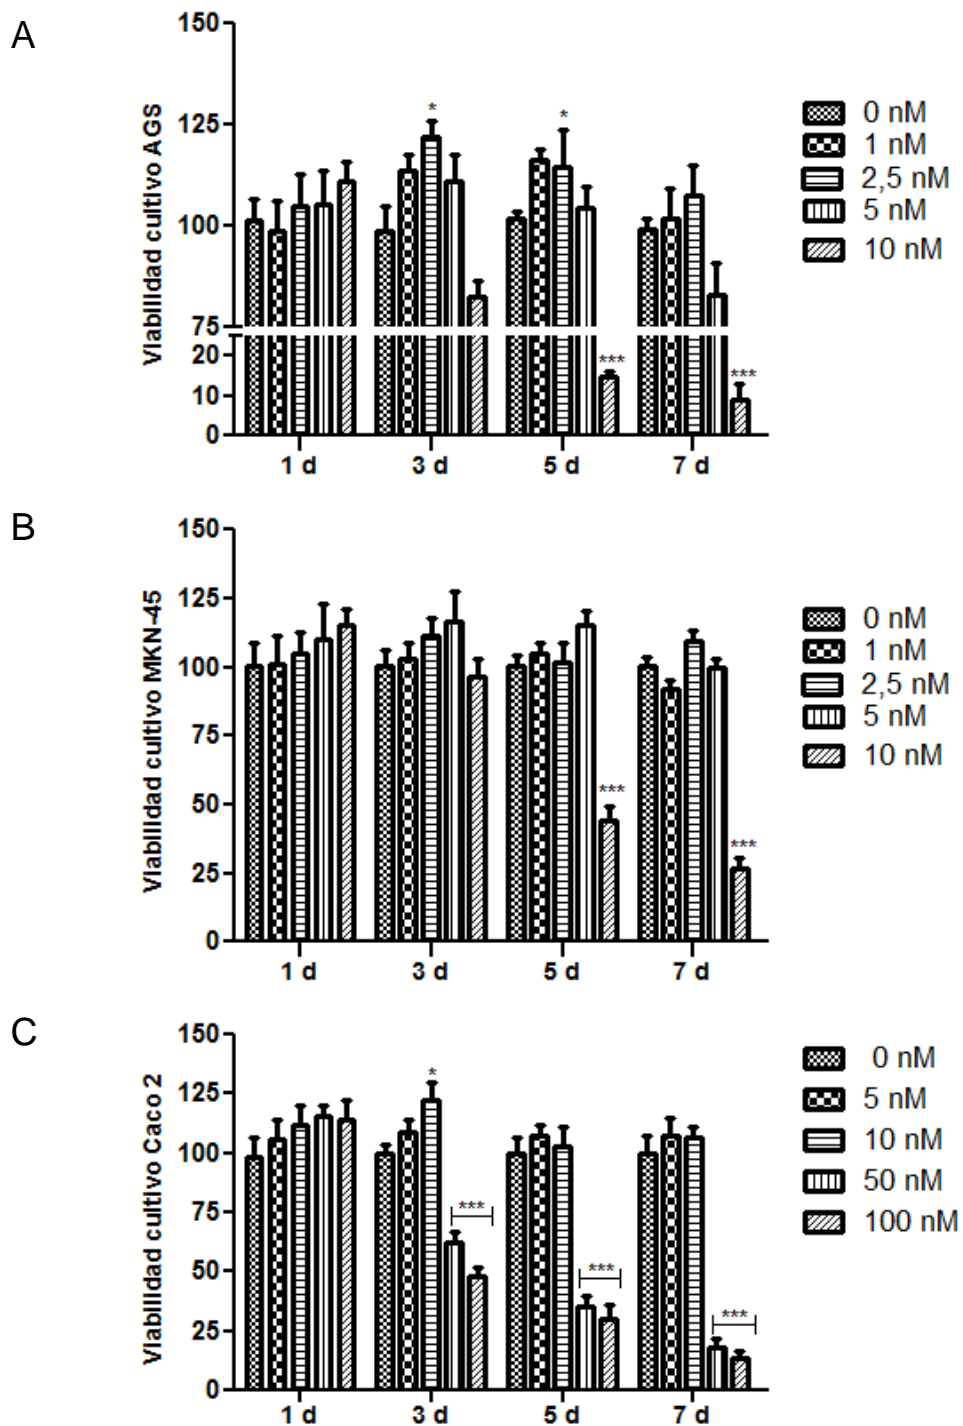 A
Viabilidad cultivo AGS
150
125
100
75
20
10
0
*
*
***
***
1 d 3 d 5 d 7 d
0 nM
1 nM
2,5 nM
5 nM
10 nM
B
Viabilidad cultivo MKN-45
150
125
100
75
50
25
0
***
***
1 d 3 d 5 d 7 d
0 nM
1 nM
2,5 nM
5 nM
10 nM
C
Viabilidad cultivo Caco 2
150
125
100
75
50
25
0
*
***
***
***
1 d 3 d 5 d 7 d
0 nM
5 nM
10 nM
50 nM
100 nM